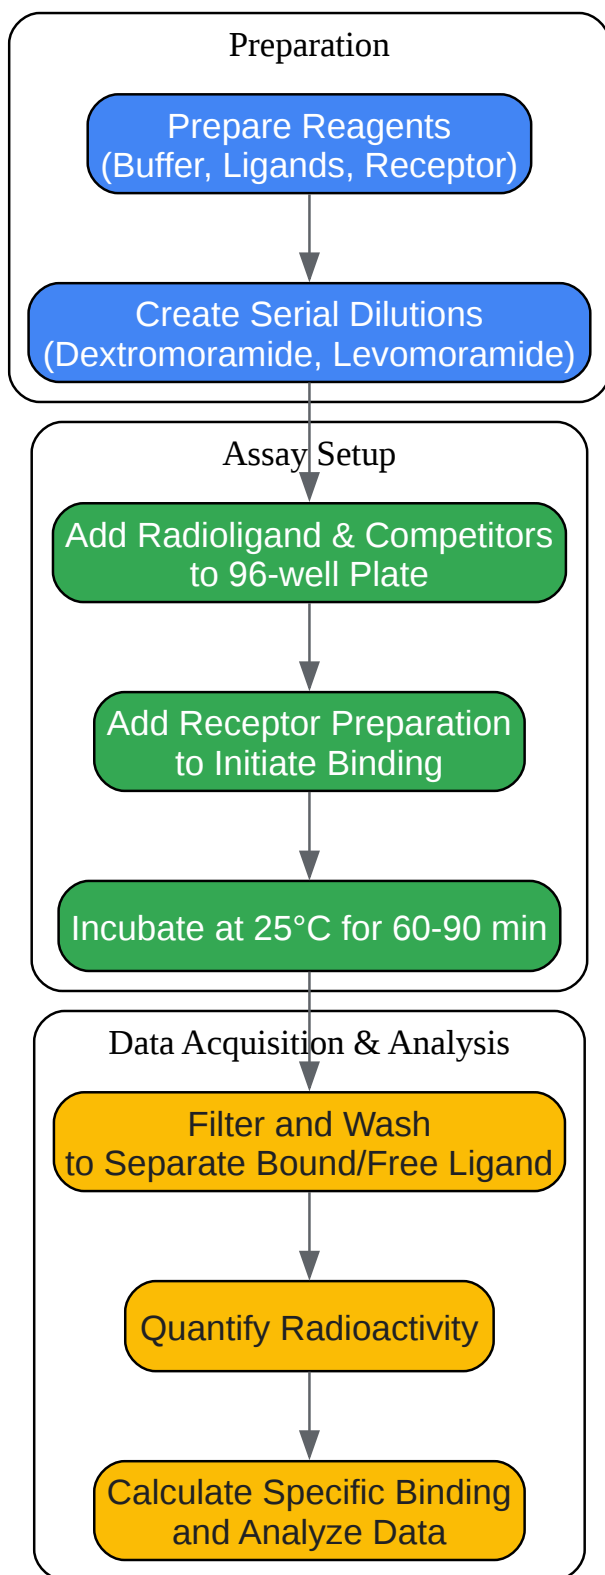 Preparation
Prepare Reagents
(Buffer, Ligands, Receptor)
Create Serial Dilutions
(Dextromoramide, Levomoramide)
Assay Setup
Add Radioligand & Competitors
to 96-well Plate
Add Receptor Preparation
to Initiate Binding
Incubate at 25°C for 60-90 min
Data Acquisition & Analysis
Filter and Wash
to Separate Bound/Free Ligand
Quantify Radioactivity
Calculate Specific Binding
and Analyze Data